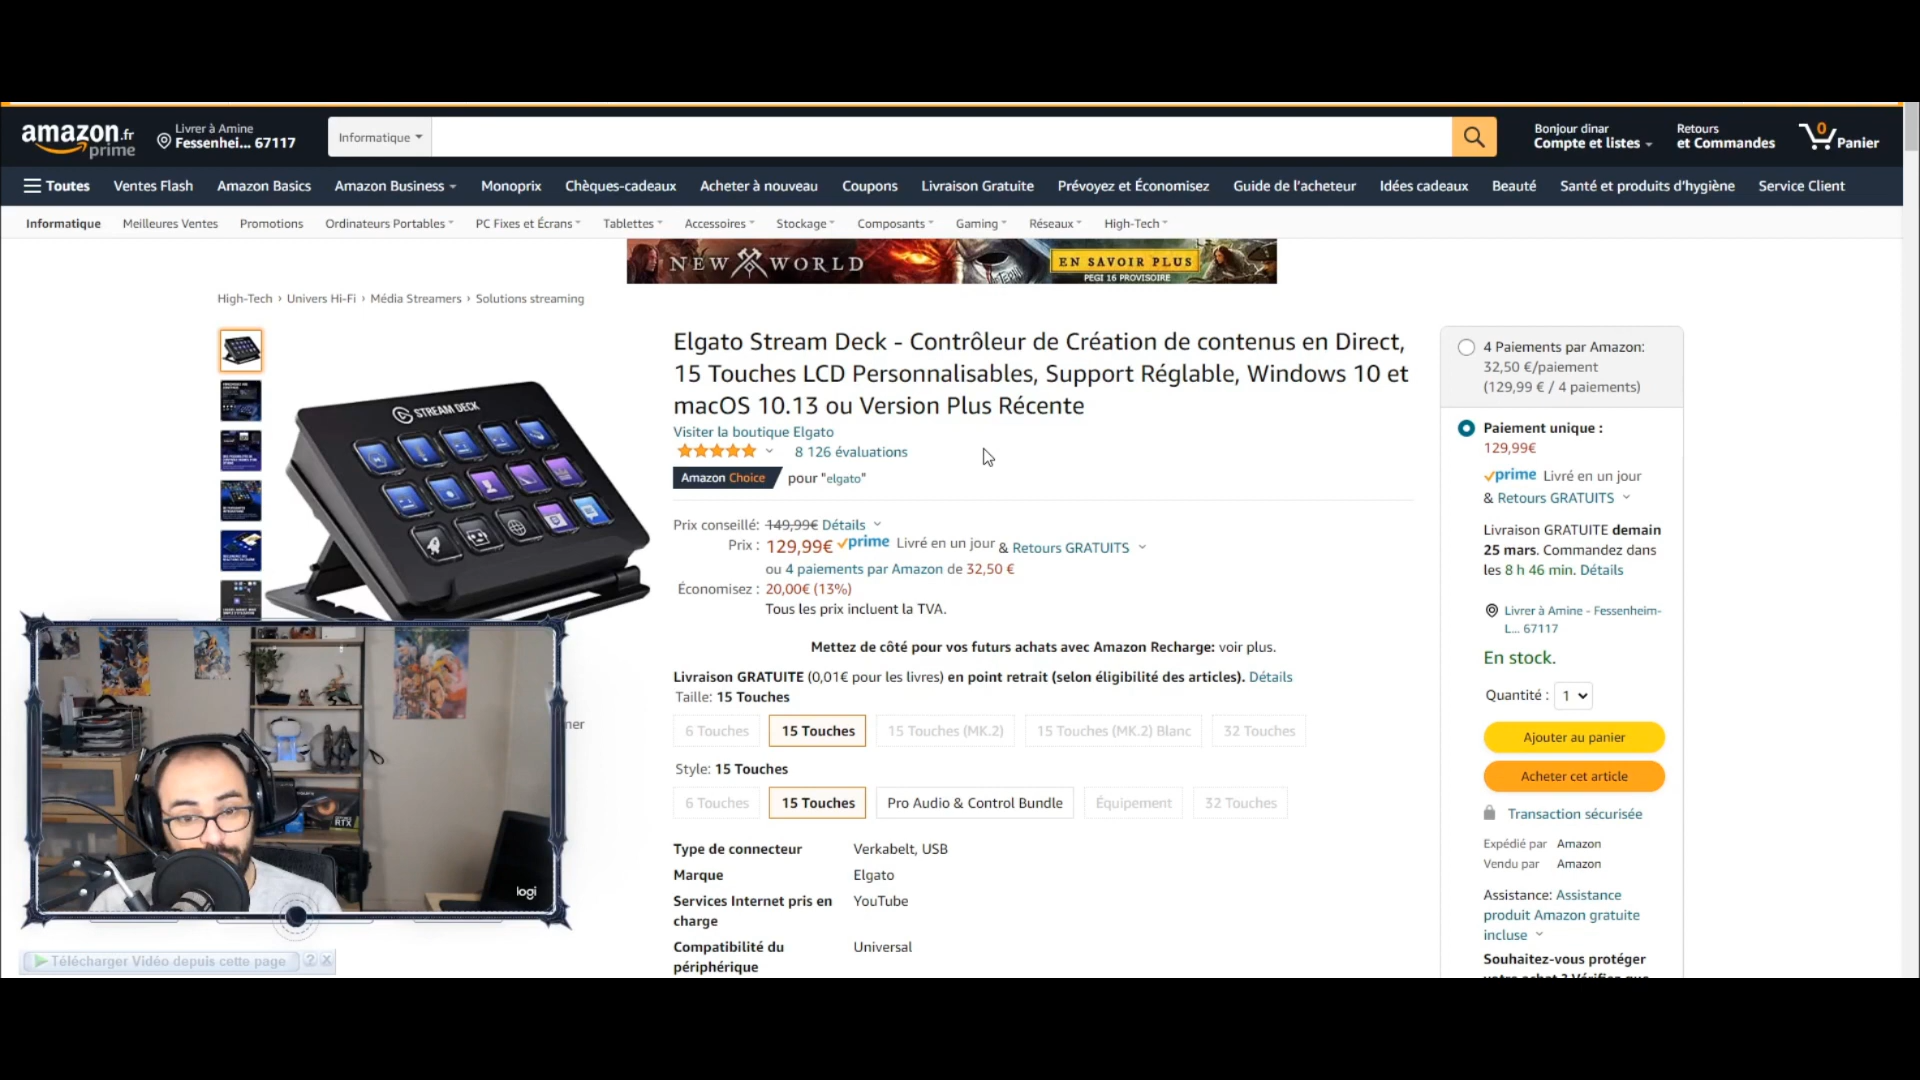 amazon.fr
prime
Livrer à Amine
Fessenhei... 67117
Informatique
Bonjour dinar
Compte et listes
Retours
et Commandes
0
Panier
Toutes
Ventes Flash
Amazon Basics
Amazon Business
Monoprix
Chèques-cadeaux
Acheter à nouveau
Coupons
Livraison Gratuite
Prévoyez et Économisez
Guide de l'acheteur
Idées cadeaux
Beauté
Santé et produits d'hygiène
Service Client
Informatique
Meilleures Ventes
Promotions
Ordinateurs Portables
PC Fixes et Écrans
Tablettes
Accessoires
Stockage
Composants
Gaming
Réseaux
High-Tech
NEW WORLD
EN SAVOIR PLUS
PEGI 16 PROVISOIRE
High-Tech › Univers Hi-Fi › Média Streamers › Solutions streaming
STREAM DECK
Elgato Stream Deck - Contrôleur de Création de contenus en Direct,
15 Touches LCD Personnalisables, Support Réglable, Windows 10 et
macOS 10.13 ou Version Plus Récente
Visiter la boutique Elgato
8 126 évaluations
Amazon Choice pour "elgato"
Prix conseillé: 149,99€ Détails
Prix : 129,99€ prime Livré en un jour & Retours GRATUITS
ou 4 paiements par Amazon de 32,50 €
Économisez : 20,00€ (13%)
Tous les prix incluent la TVA.
Mettez de côté pour vos futurs achats avec Amazon Recharge: voir plus.
Livraison GRATUITE (0,01€ pour les livres) en point retrait (selon éligibilité des articles). Détails
Taille: 15 Touches
6 Touches
15 Touches
15 Touches (MK.2)
15 Touches (MK.2) Blanc
32 Touches
Style: 15 Touches
6 Touches
15 Touches
Pro Audio & Control Bundle
Équipement
32 Touches
Type de connecteur Verkabelt, USB
Marque Elgato
Services Internet pris en YouTube
charge
Compatibilité du Universal
périphérique
4 Paiements par Amazon:
32,50 €/paiement
(129,99 € / 4 paiements)
Paiement unique :
129,99€
prime Livré en un jour
& Retours GRATUITS
Livraison GRATUITE demain
25 mars. Commandez dans
les 8 h 46 min. Détails
Livrer à Amine - Fessenheim-
L... 67117
En stock.
Quantité : 1
Ajouter au panier
Acheter cet article
Transaction sécurisée
Expédié par Amazon
Vendu par Amazon
Assistance: Assistance
produit Amazon gratuite
incluse
Souhaitez-vous protéger
ner
RTX
logi
Télécharger Vidéo depuis cette page
? X